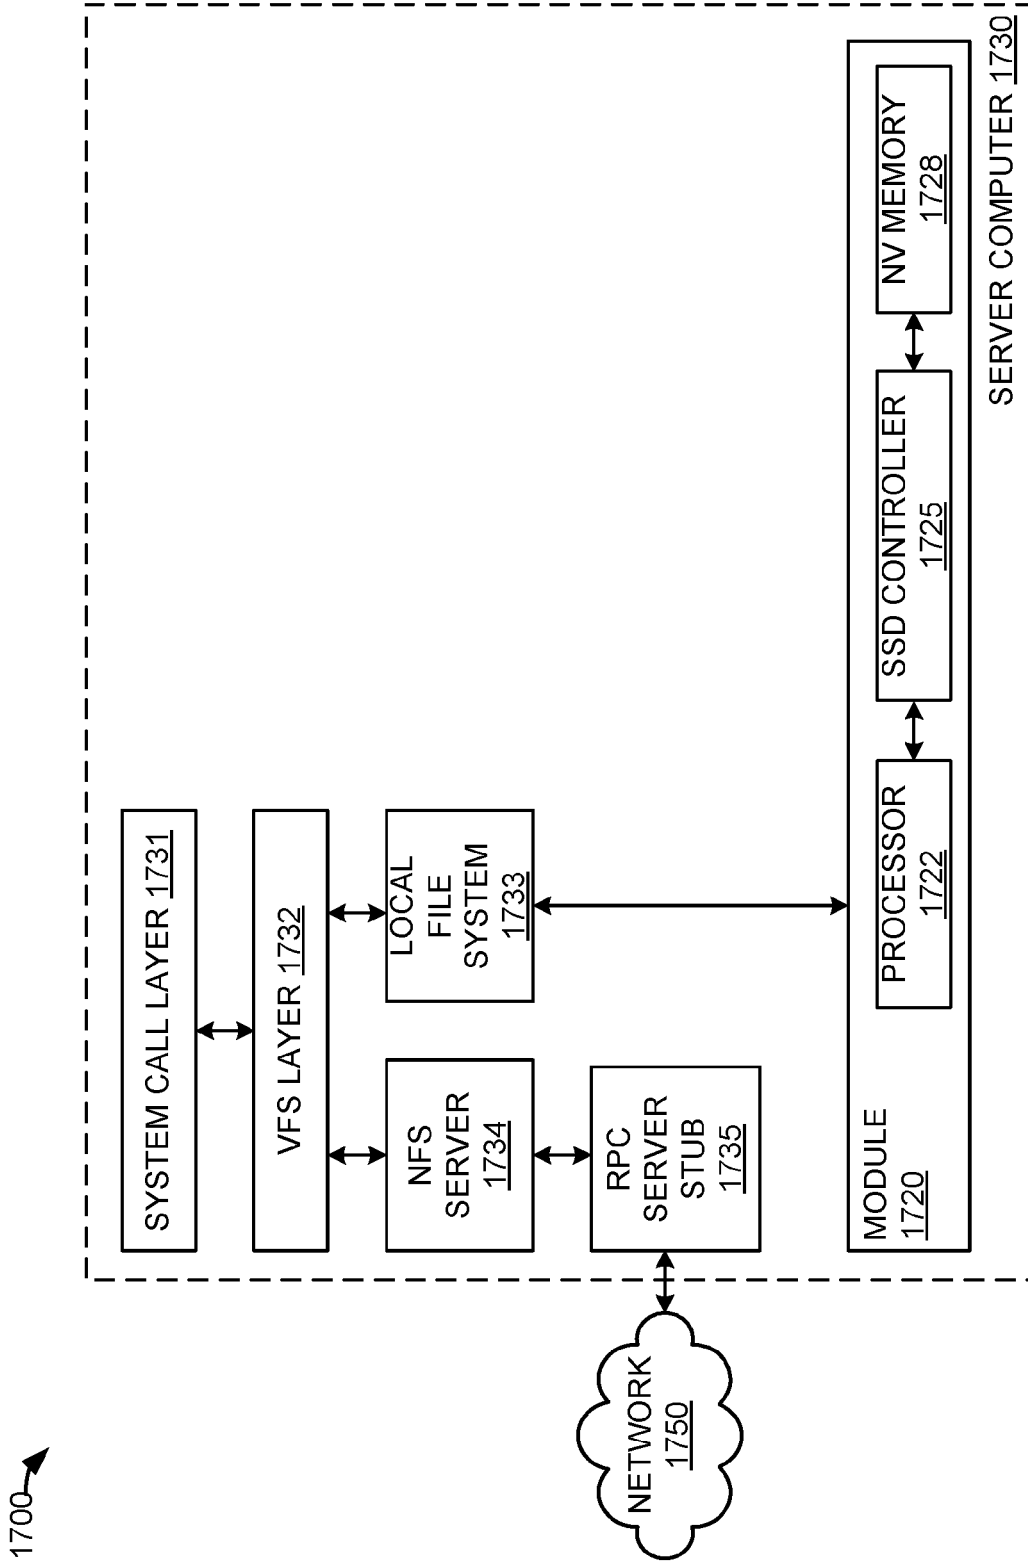 1700
SYSTEM CALL LAYER 1731
VFS LAYER 1732
NFS
SERVER
1734
LOCAL
FILE
SYSTEM
1733
RPC
SERVER
STUB
1735
NETWORK
1750
MODULE
1720
PROCESSOR
1722
SSD CONTROLLER
1725
NV MEMORY
1728
SERVER COMPUTER 1730